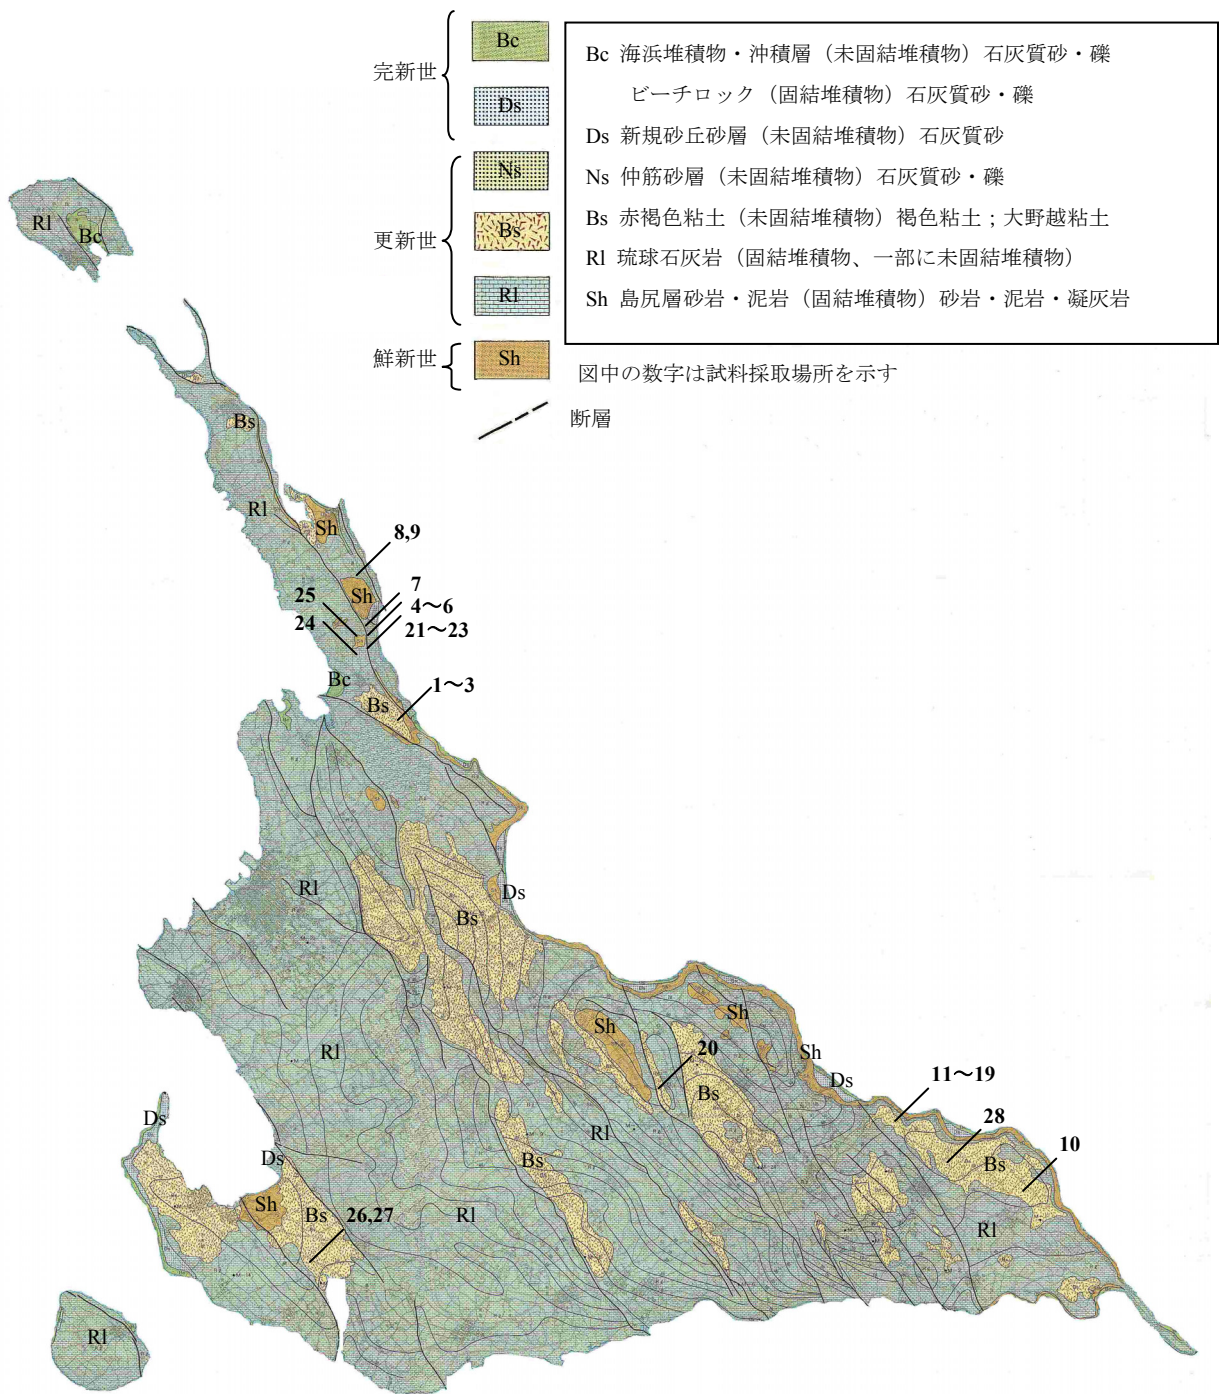 完新世
更新世
鮮新世
Bc
Ds
Ns
Bs
Rl
Sh
断層
Bc 海浜堆積物・沖積層（未固結堆積物）石灰質砂・礫
ビーチロック（固結堆積物）石灰質砂・礫
Ds 新規砂丘砂層（未固結堆積物）石灰質砂
Ns 仲筋砂層（未固結堆積物）石灰質砂・礫
Bs 赤褐色粘土（未固結堆積物）褐色粘土；大野越粘土
Rl 琉球石灰岩（固結堆積物、一部に未固結堆積物）
Sh 島尻層砂岩・泥岩（固結堆積物）砂岩・泥岩・凝灰岩
図中の数字は試料採取場所を示す
Rl
Bc
Bs
Rl
Sh
8,9
Sh
7
25
4～6
24
21～23
Bc
1～3
Bs
Rl
Ds
Bs
Sh
Sh
Rl
20
Sh
Ds
11～19
Bs
28
Ds
Rl
10
Ds
Bs
Bs
Sh
Bs
26,27
Rl
Rl
Rl